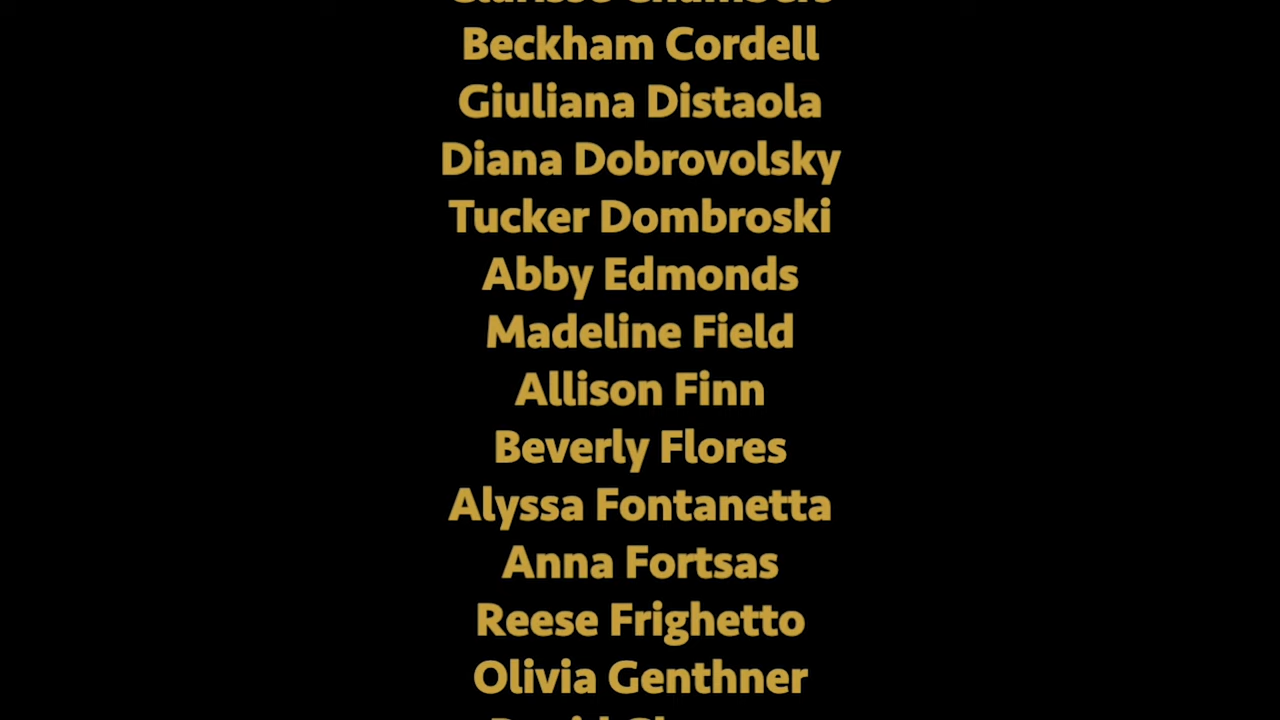 Beckham Cordell
Giuliana Distaola
Diana Dobrovolsky
Tucker Dombroski
Abby Edmonds
Madeline Field
Allison Finn
Beverly Flores
Alyssa Fontanetta
Anna Fortsas
Reese Frighetto
Olivia Genthner